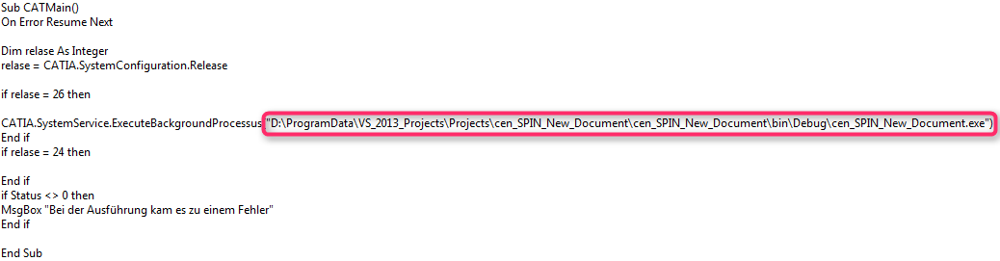 Sub CATMain()
On Error Resume Next
Dim relase As Integer
relase = CATIA.SystemConfiguration.Release
if relase = 26 then
CATIA.SystemService.ExecuteBackgroundProcessus "D:\ProgramData\VS_2013_Projects\Projects\cen_SPIN_New_Document\cen_SPIN_New_Document\bin\Debug\cen_SPIN_New_Document.exe")
End if
if relase = 24 then
End if
if Status <> 0 then
MsgBox "Bei der Ausführung kam es zu einem Fehler"
End if
End Sub